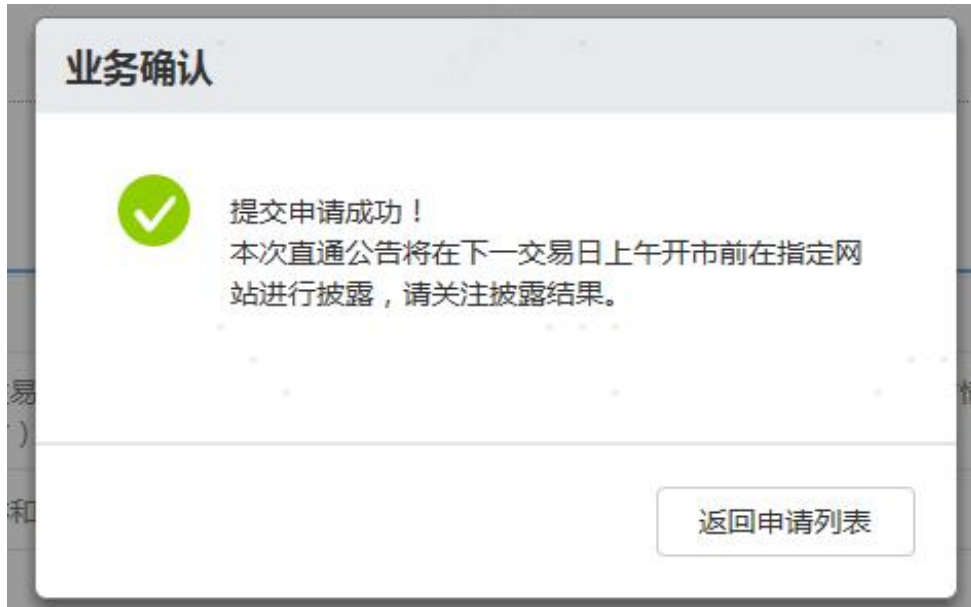 业务确认
提交申请成功！
本次直通公告将在下一交易日上午开市前在指定网
站进行披露，请关注披露结果。
易
）
和
返回申请列表